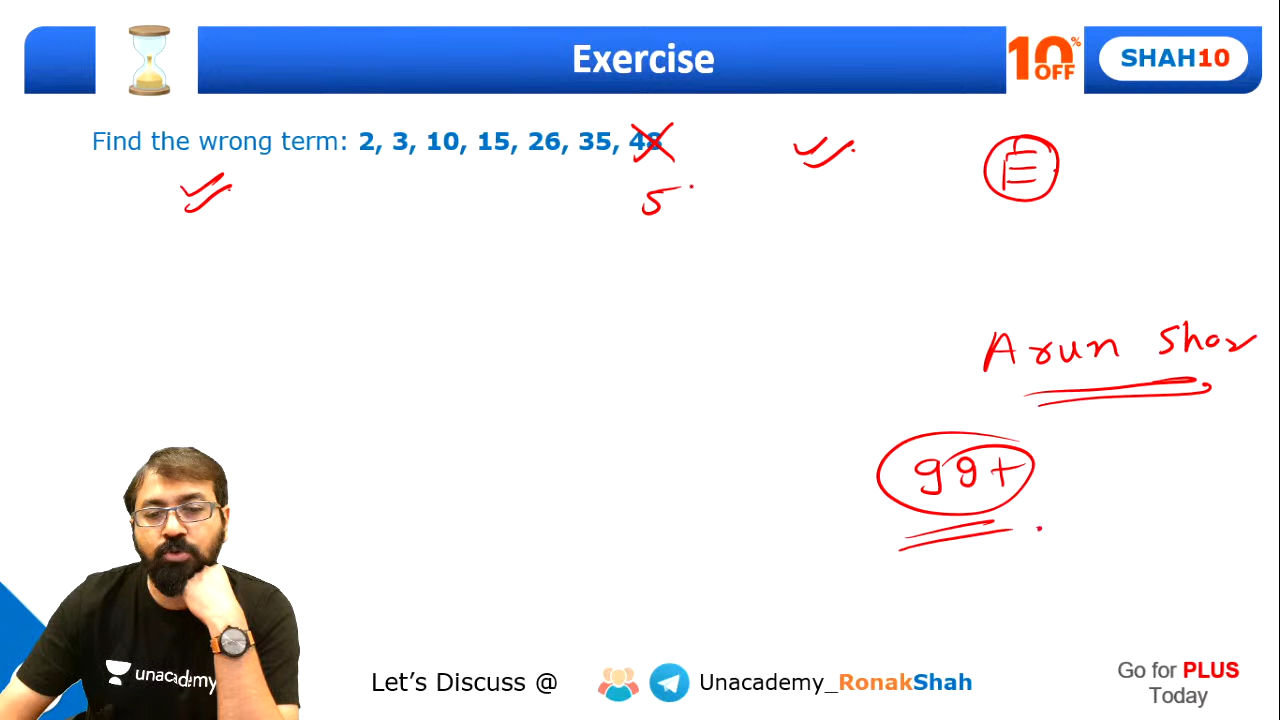 Exercise
10% OFF
SHAH10
Find the wrong term: 2, 3, 10, 15, 26, 35, 48
5
E
Arun Shar
99+
unacademy
Let's Discuss @
Unacademy_RonakShah
Go for PLUS
Today